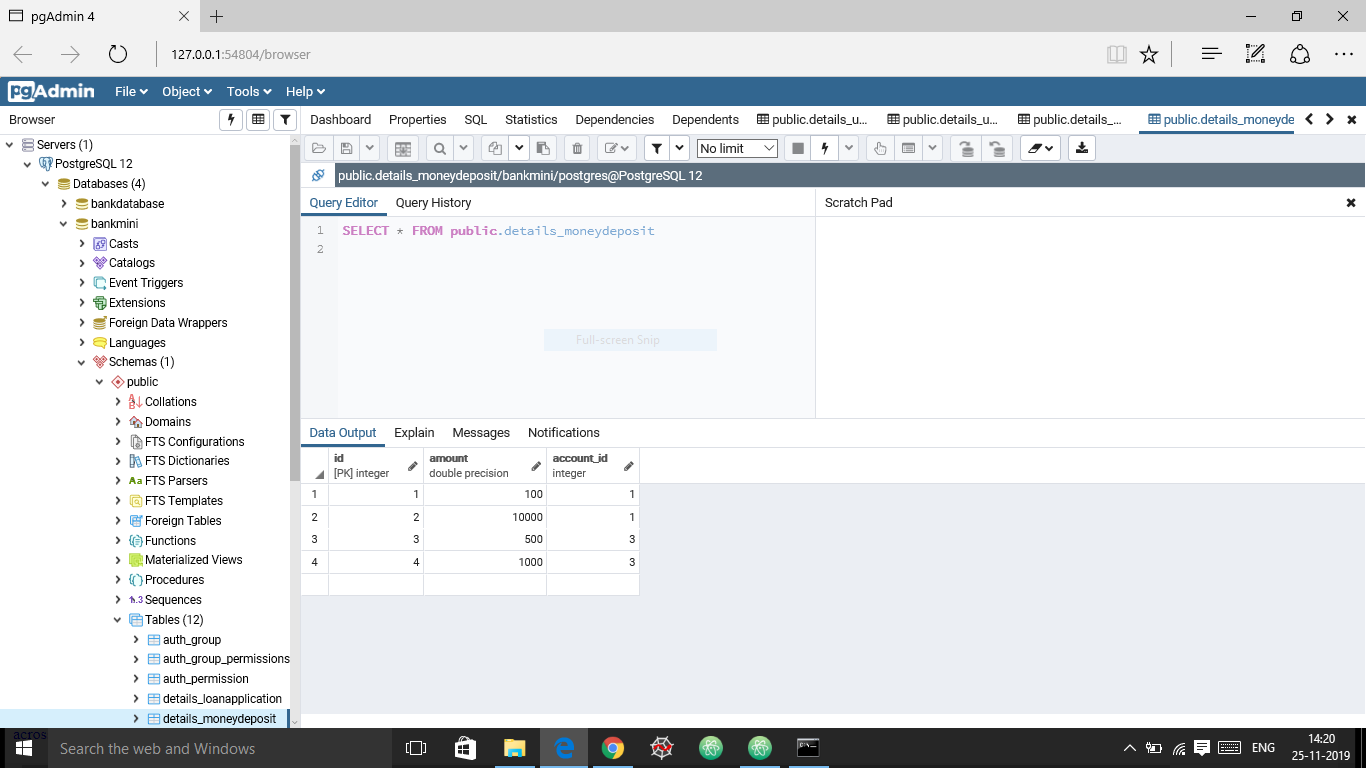 pgAdmin 4
127.0.0.1:54804/browser
pgAdmin File Object Tools Help
Browser
Dashboard Properties SQL Statistics Dependencies Dependents public.details_u... public.details_u... public.details_... public.details_moneyde
Servers (1)
PostgreSQL 12
Databases (4)
bankdatabase
bankmini
Casts
Catalogs
Event Triggers
Extensions
Foreign Data Wrappers
Languages
Schemas (1)
public
Collations
Domains
FTS Configurations
FTS Dictionaries
FTS Parsers
FTS Templates
Foreign Tables
Functions
Materialized Views
Procedures
Sequences
Tables (12)
auth_group
auth_group_permissions
auth_permission
details_loanapplication
details_moneydeposit
No limit
public.details_moneydeposit/bankmini/postgres@PostgreSQL 12
Query Editor Query History
Scratch Pad
1 SELECT * FROM public.details_moneydeposit
2
Full-screen Snip
Data Output Explain Messages Notifications
id amount account_id
[PK] integer double precision integer
1 1 100 1
2 2 10000 1
3 3 500 3
4 4 1000 3
acros
Search the web and Windows
ENG
14:20
25-11-2019